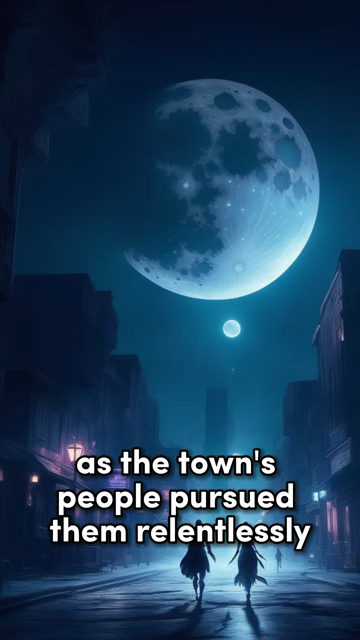 as the town's
people pursued
them relentlessly